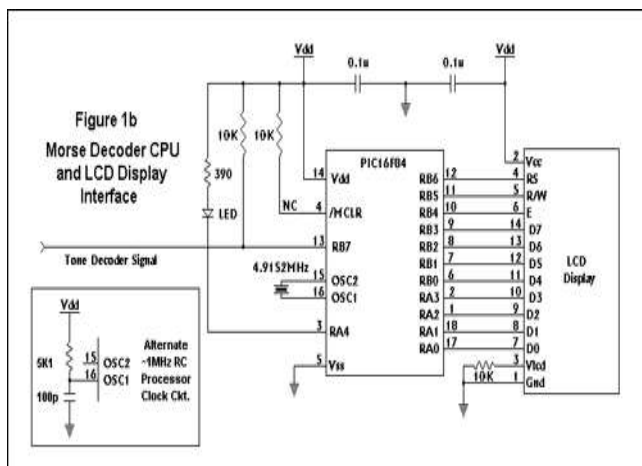 Vdd
0.1u
0.1u
Vdd
Figure 1b
Morse Decoder CPU
and LCD Display
Interface
10K
10K
390
LED
PIC16F84
14 Vdd
NC 4 /MCLR
13 RB7
Tone Decoder Signal
4.9152MHz
15 OSC2
16 OSC1
3 RA4
5 Vss
RB6 12
RB5 11
RB4 10
RB3 9
RB2 8
RB1 7
RB0 6
RA3 2
RA2 1
RA1 18
RA0 17
2 Vcc
4 RS
5 R/W
6 E
14 D7
13 D6
12 D5
11 D4
10 D3
9 D2
8 D1
7 D0
3 Vlcd
1 Gnd
10K
LCD
Display
Vdd
5K1
100p
15 OSC2
16 OSC1
Alternate
~4MHz RC
Processor
Clock Ckt.